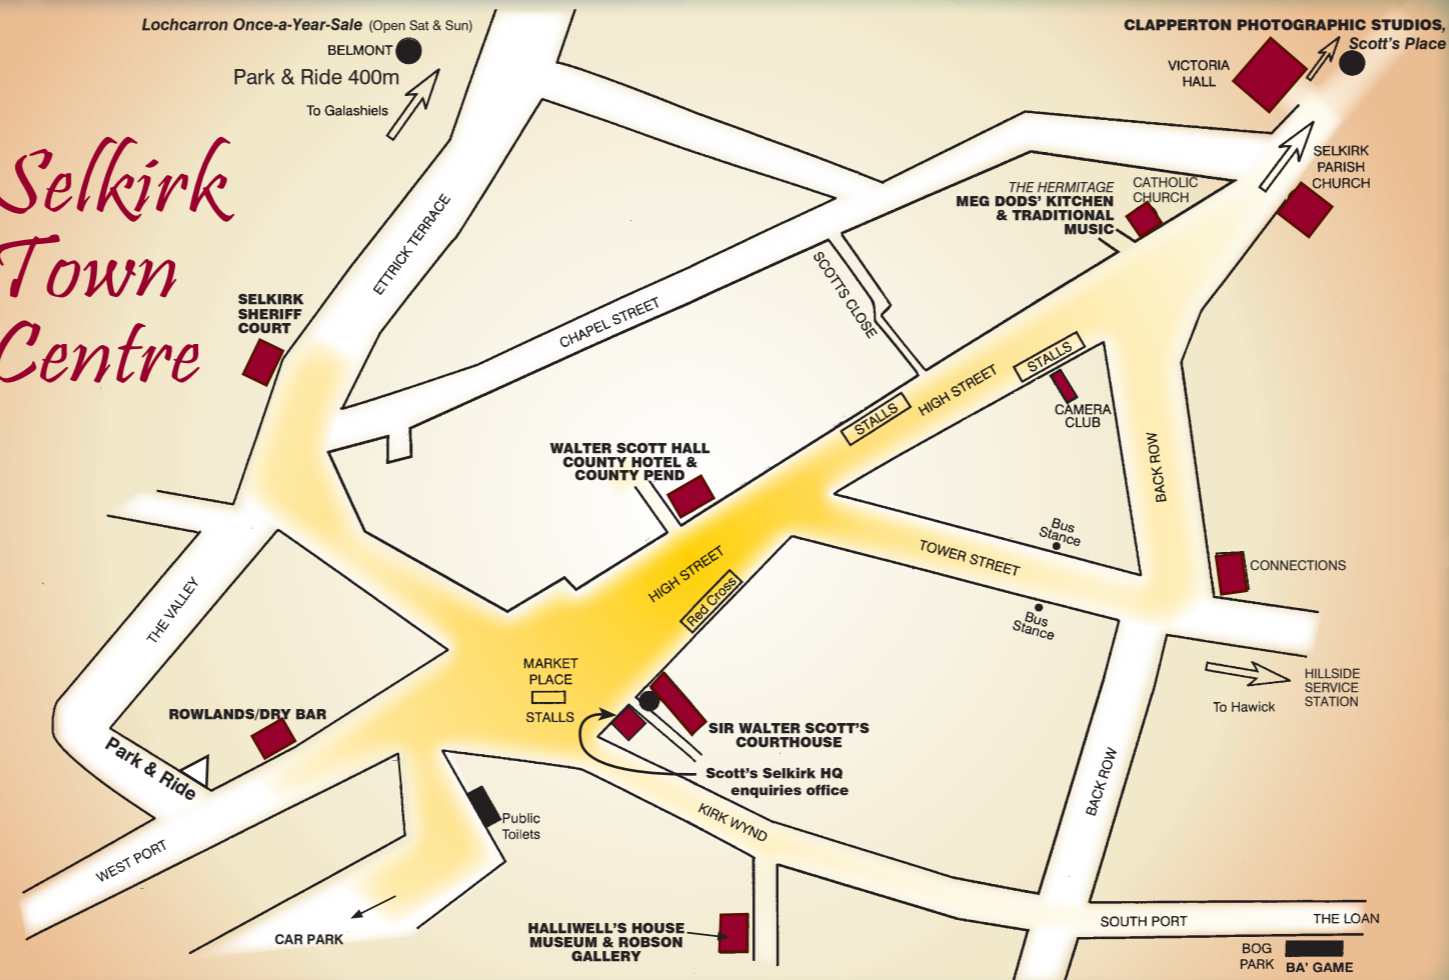 Lochcarron Once-a-Year-Sale (Open Sat & Sun)
BELMONT
Park & Ride 400m
To Galashiels
CLAPPERTON PHOTOGRAPHIC STUDIOS,
Scott's Place
VICTORIA
HALL
SELKIRK
PARISH
CHURCH
Selkirk
Town
Centre
THE HERMITAGE
MEG DODS' KITCHEN
& TRADITIONAL
MUSIC
CATHOLIC
CHURCH
ETTRICK TERRACE
SELKIRK
SHERIFF
COURT
CHAPEL STREET
SCOTTS CLOSE
STALLS
HIGH STREET
STALLS
CAMERA
CLUB
BACK ROW
WALTER SCOTT HALL
COUNTY HOTEL &
COUNTY PEND
Bus
Stance
TOWER STREET
CONNECTIONS
HIGH STREET
Red Cross
Bus
Stance
THE VALLEY
MARKET
PLACE
STALLS
HILLSIDE
SERVICE
STATION
To Hawick
ROWLANDS/DRY BAR
Park & Ride
SIR WALTER SCOTT'S
COURTHOUSE
Scott's Selkirk HQ
enquiries office
BACK ROW
Public
Toilets
KIRK WYND
WEST PORT
CAR PARK
HALLIWELL'S HOUSE
MUSEUM & ROBSON
GALLERY
SOUTH PORT
THE LOAN
BOG
PARK
BA' GAME